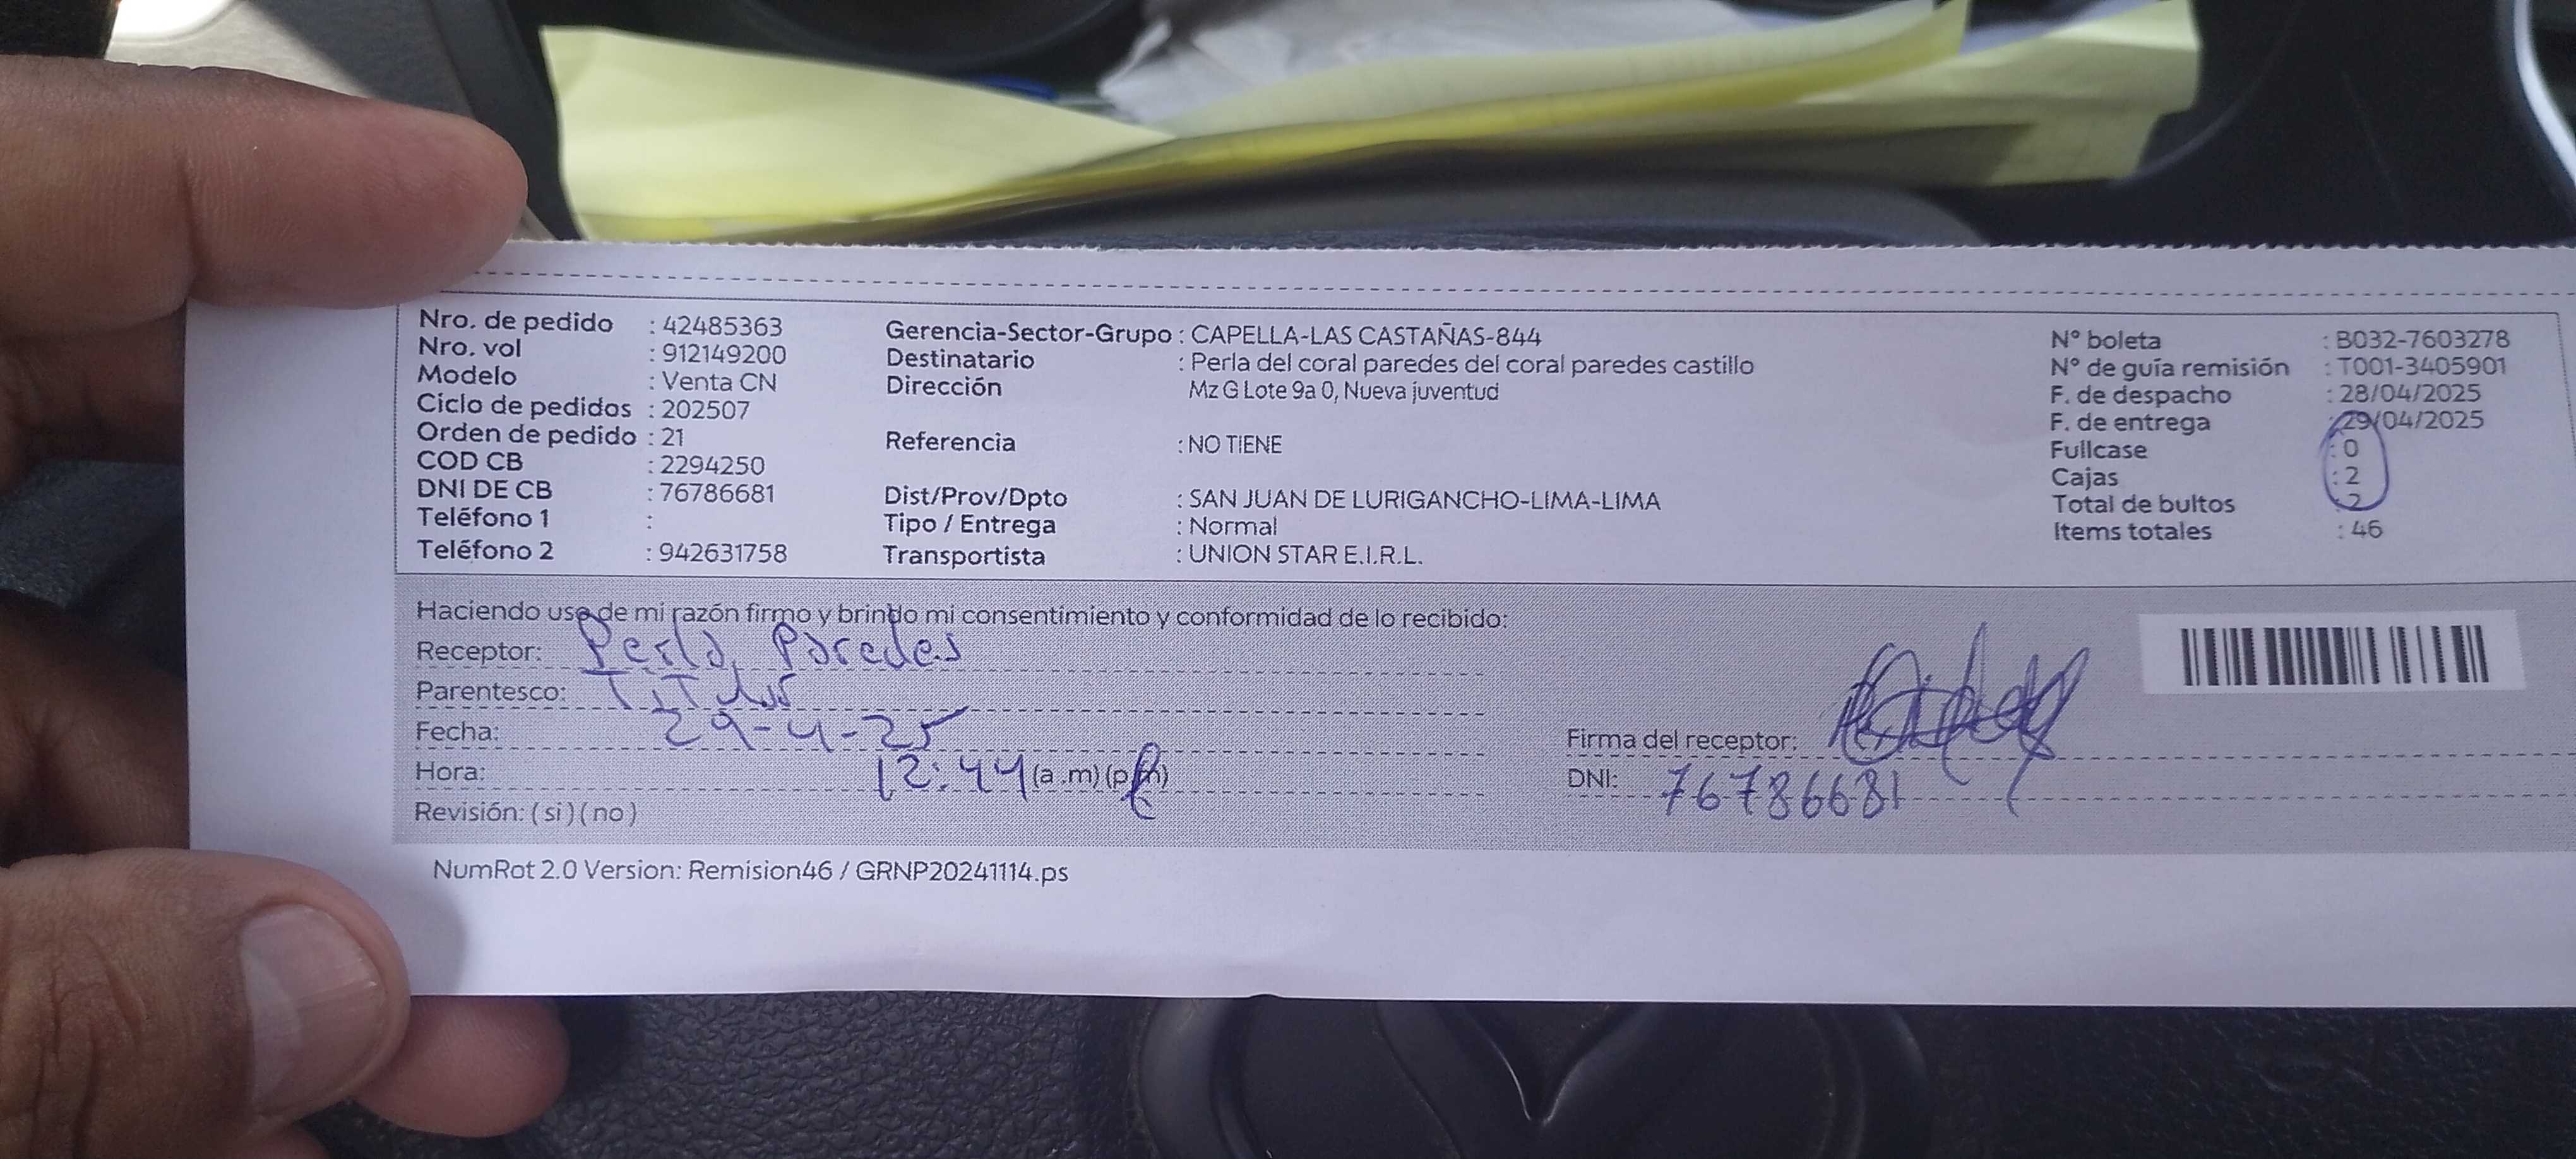 Nro. de pedido : 42485363
Nro. vol : 912149200
Modelo : Venta CN
Ciclo de pedidos : 202507
Orden de pedido : 21
COD CB : 2294250
DNI DE CB : 76786681
Teléfono 1 :
Teléfono 2 : 942631758
Gerencia-Sector-Grupo : CAPELLA-LAS CASTAÑAS-844
Destinatario : Perla del coral paredes del coral paredes castillo
Dirección Mz G Lote 9a 0, Nueva juventud
Referencia : NO TIENE
Dist/Prov/Dpto : SAN JUAN DE LURIGANCHO-LIMA-LIMA
Tipo / Entrega : Normal
Transportista : UNION STAR E.I.R.L.
N° boleta : B032-7603278
N° de guía remisión : T001-3405901
F. de despacho : 28/04/2025
F. de entrega : 29/04/2025
Fullcase : 0
Cajas : 2
Total de bultos : 2
Items totales : 46
Haciendo uso de mi razón firmo y brindo mi consentimiento y conformidad de lo recibido:
Receptor: Perla Paredes
Parentesco: Titular
Fecha: 29-4-25
Hora: 12:44 (a.m) (p.m)
Revisión: ( si ) ( no )
Firma del receptor:
DNI: 76786681
NumRot 2.0 Version: Remision46 / GRNP20241114.ps